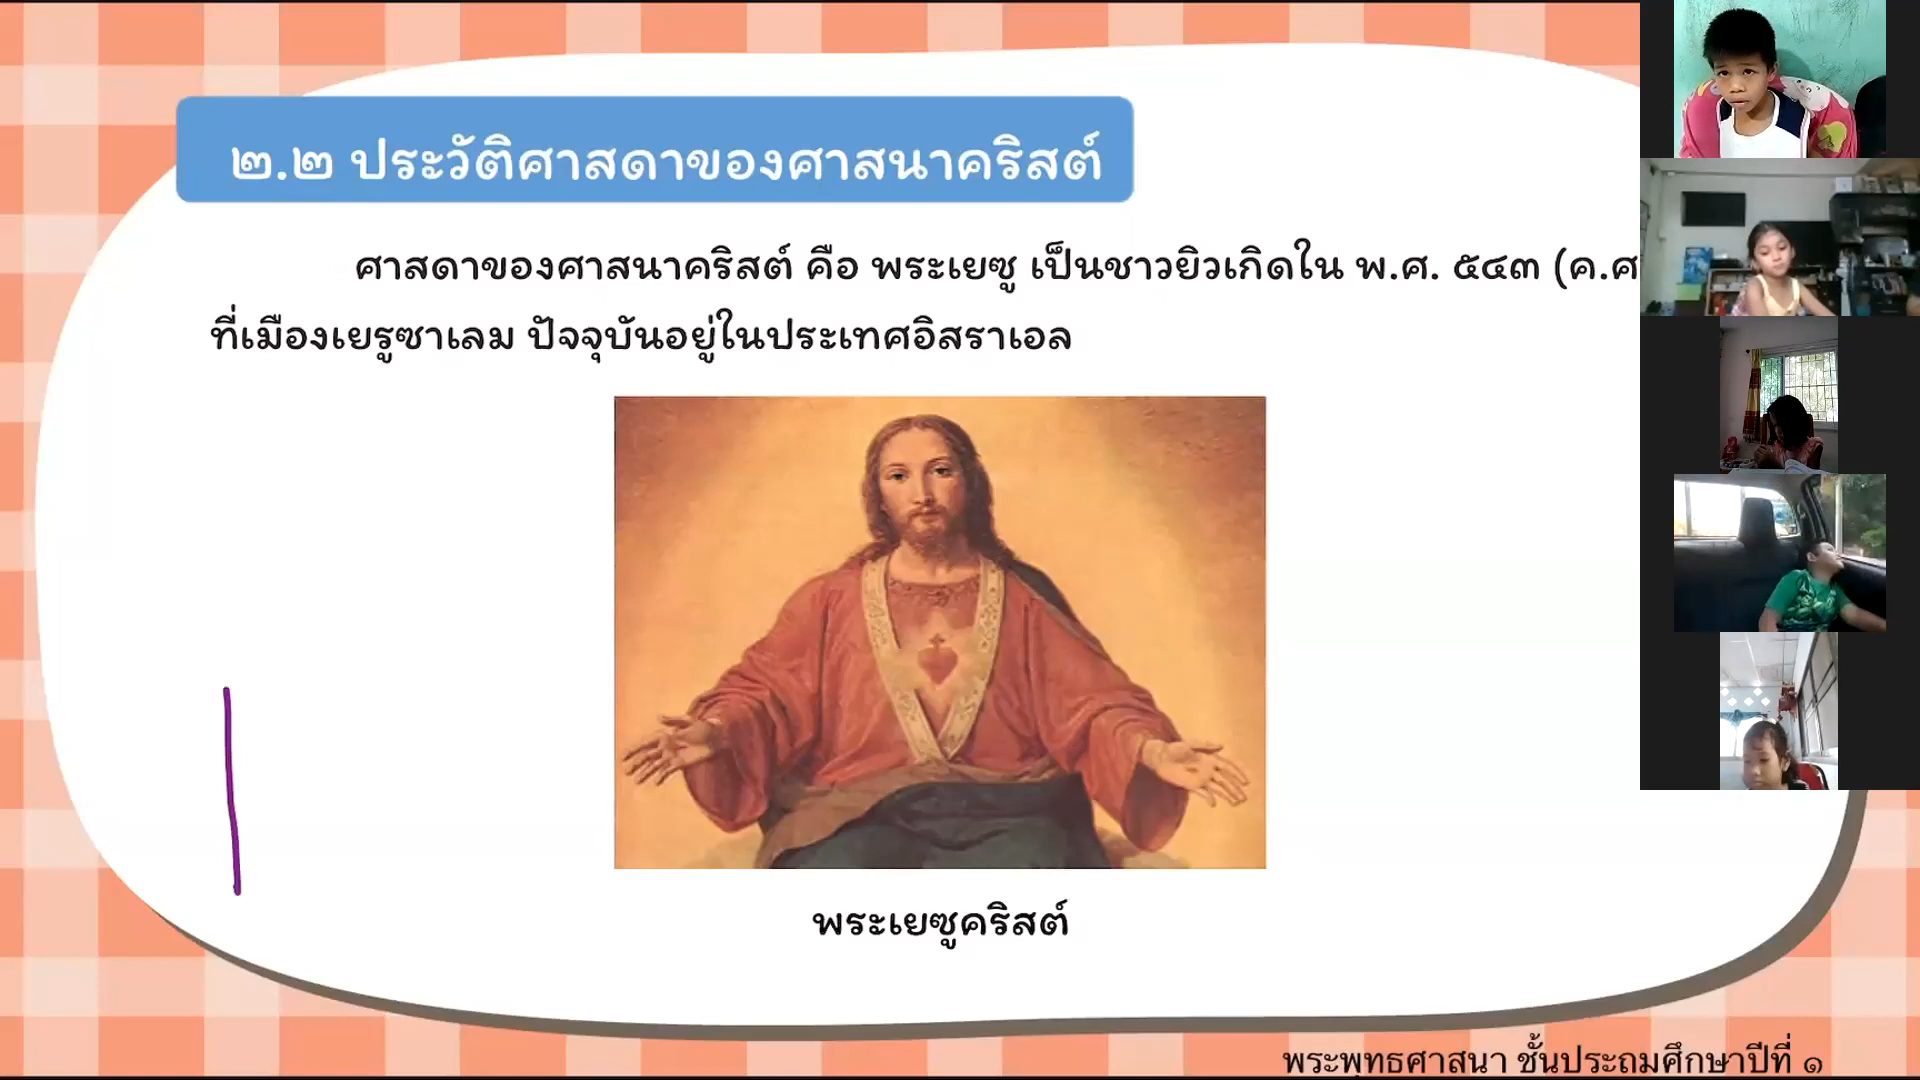 ๒.๒ ประวัติศาสดาของศาสนาคริสต์
ศาสดาของศาสนาคริสต์ คือ พระเยซู เป็นชาวยิวเกิดใน พ.ศ. ๕๔๓ (ค.ศ
ที่เมืองเยรูซาเลม ปัจจุบันอยู่ในประเทศอิสราเอล
พระเยซูคริสต์
พระพุทธศาสนา ชั้นประถมศึกษาปีที่ ๑